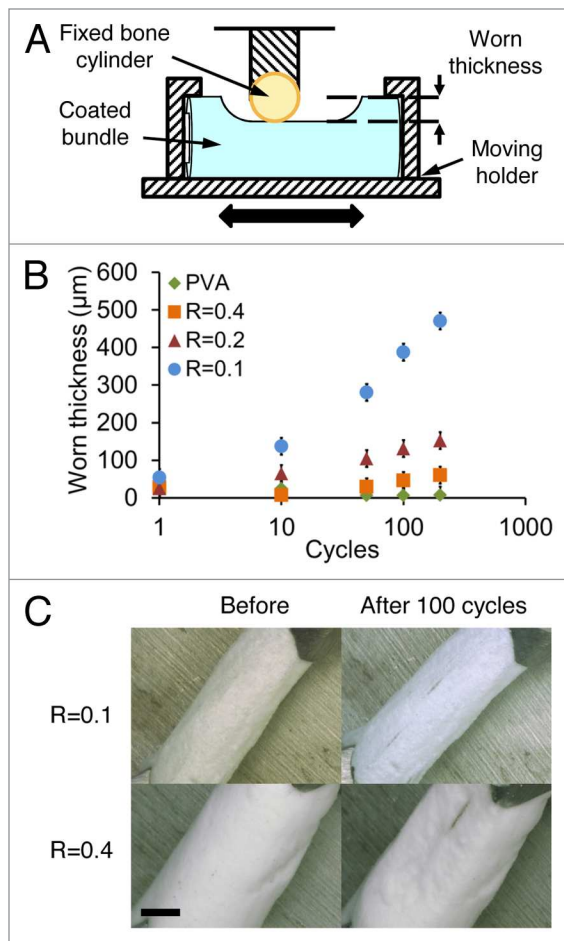 A
Fixed bone
cylinder
Worn
thickness
Coated
bundle
Moving
holder
B
Worn thickness (μm)
600
500
400
300
200
100
0
PVA
R=0.4
R=0.2
R=0.1
1
10
100
1000
Cycles
C
Before
After 100 cycles
R=0.1
R=0.4